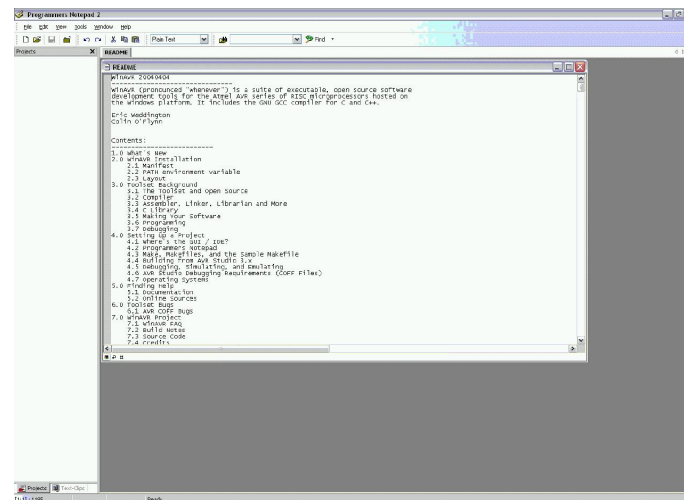 Programmers Notepad 2
File Edit View Tools Window Help
Plain Text Find
Projects X README
README
WinAVR 20040404
-------------------------------
WinAVR (pronounced "whenever") is a suite of executable, open source software
development tools for the Atmel AVR series of RISC microprocessors hosted on
the Windows platform. It includes the GNU GCC compiler for C and C++.
Eric Weddington
Colin O'Flynn
Contents:
--------------------------
1.0 What's New
2.0 WinAVR Installation
2.1 Manifest
2.2 PATH environment variable
2.3 Layout
3.0 Toolset Background
3.1 The Toolset and Open Source
3.2 Compiler
3.3 Assembler, Linker, Librarian and More
3.4 C Library
3.5 Making Your Software
3.6 Programming
3.7 Debugging
4.0 Setting Up a Project
4.1 Where's the GUI / IDE?
4.2 Programmers Notepad
4.3 Make, Makefiles, and the Sample Makefile
4.4 Building From AVR Studio 3.x
4.5 Debugging, Simulating, and Emulating
4.6 AVR Studio Debugging Requirements (COFF Files)
4.7 Operating Systems
5.0 Finding Help
5.1 Documentation
5.2 Online Sources
6.0 Toolset Bugs
6.1 AVR COFF Bugs
7.0 WinAVR Project
7.1 WinAVR FAQ
7.2 Build Notes
7.3 Source Code
7.4 Credits
Projects Text-Clips
Ready